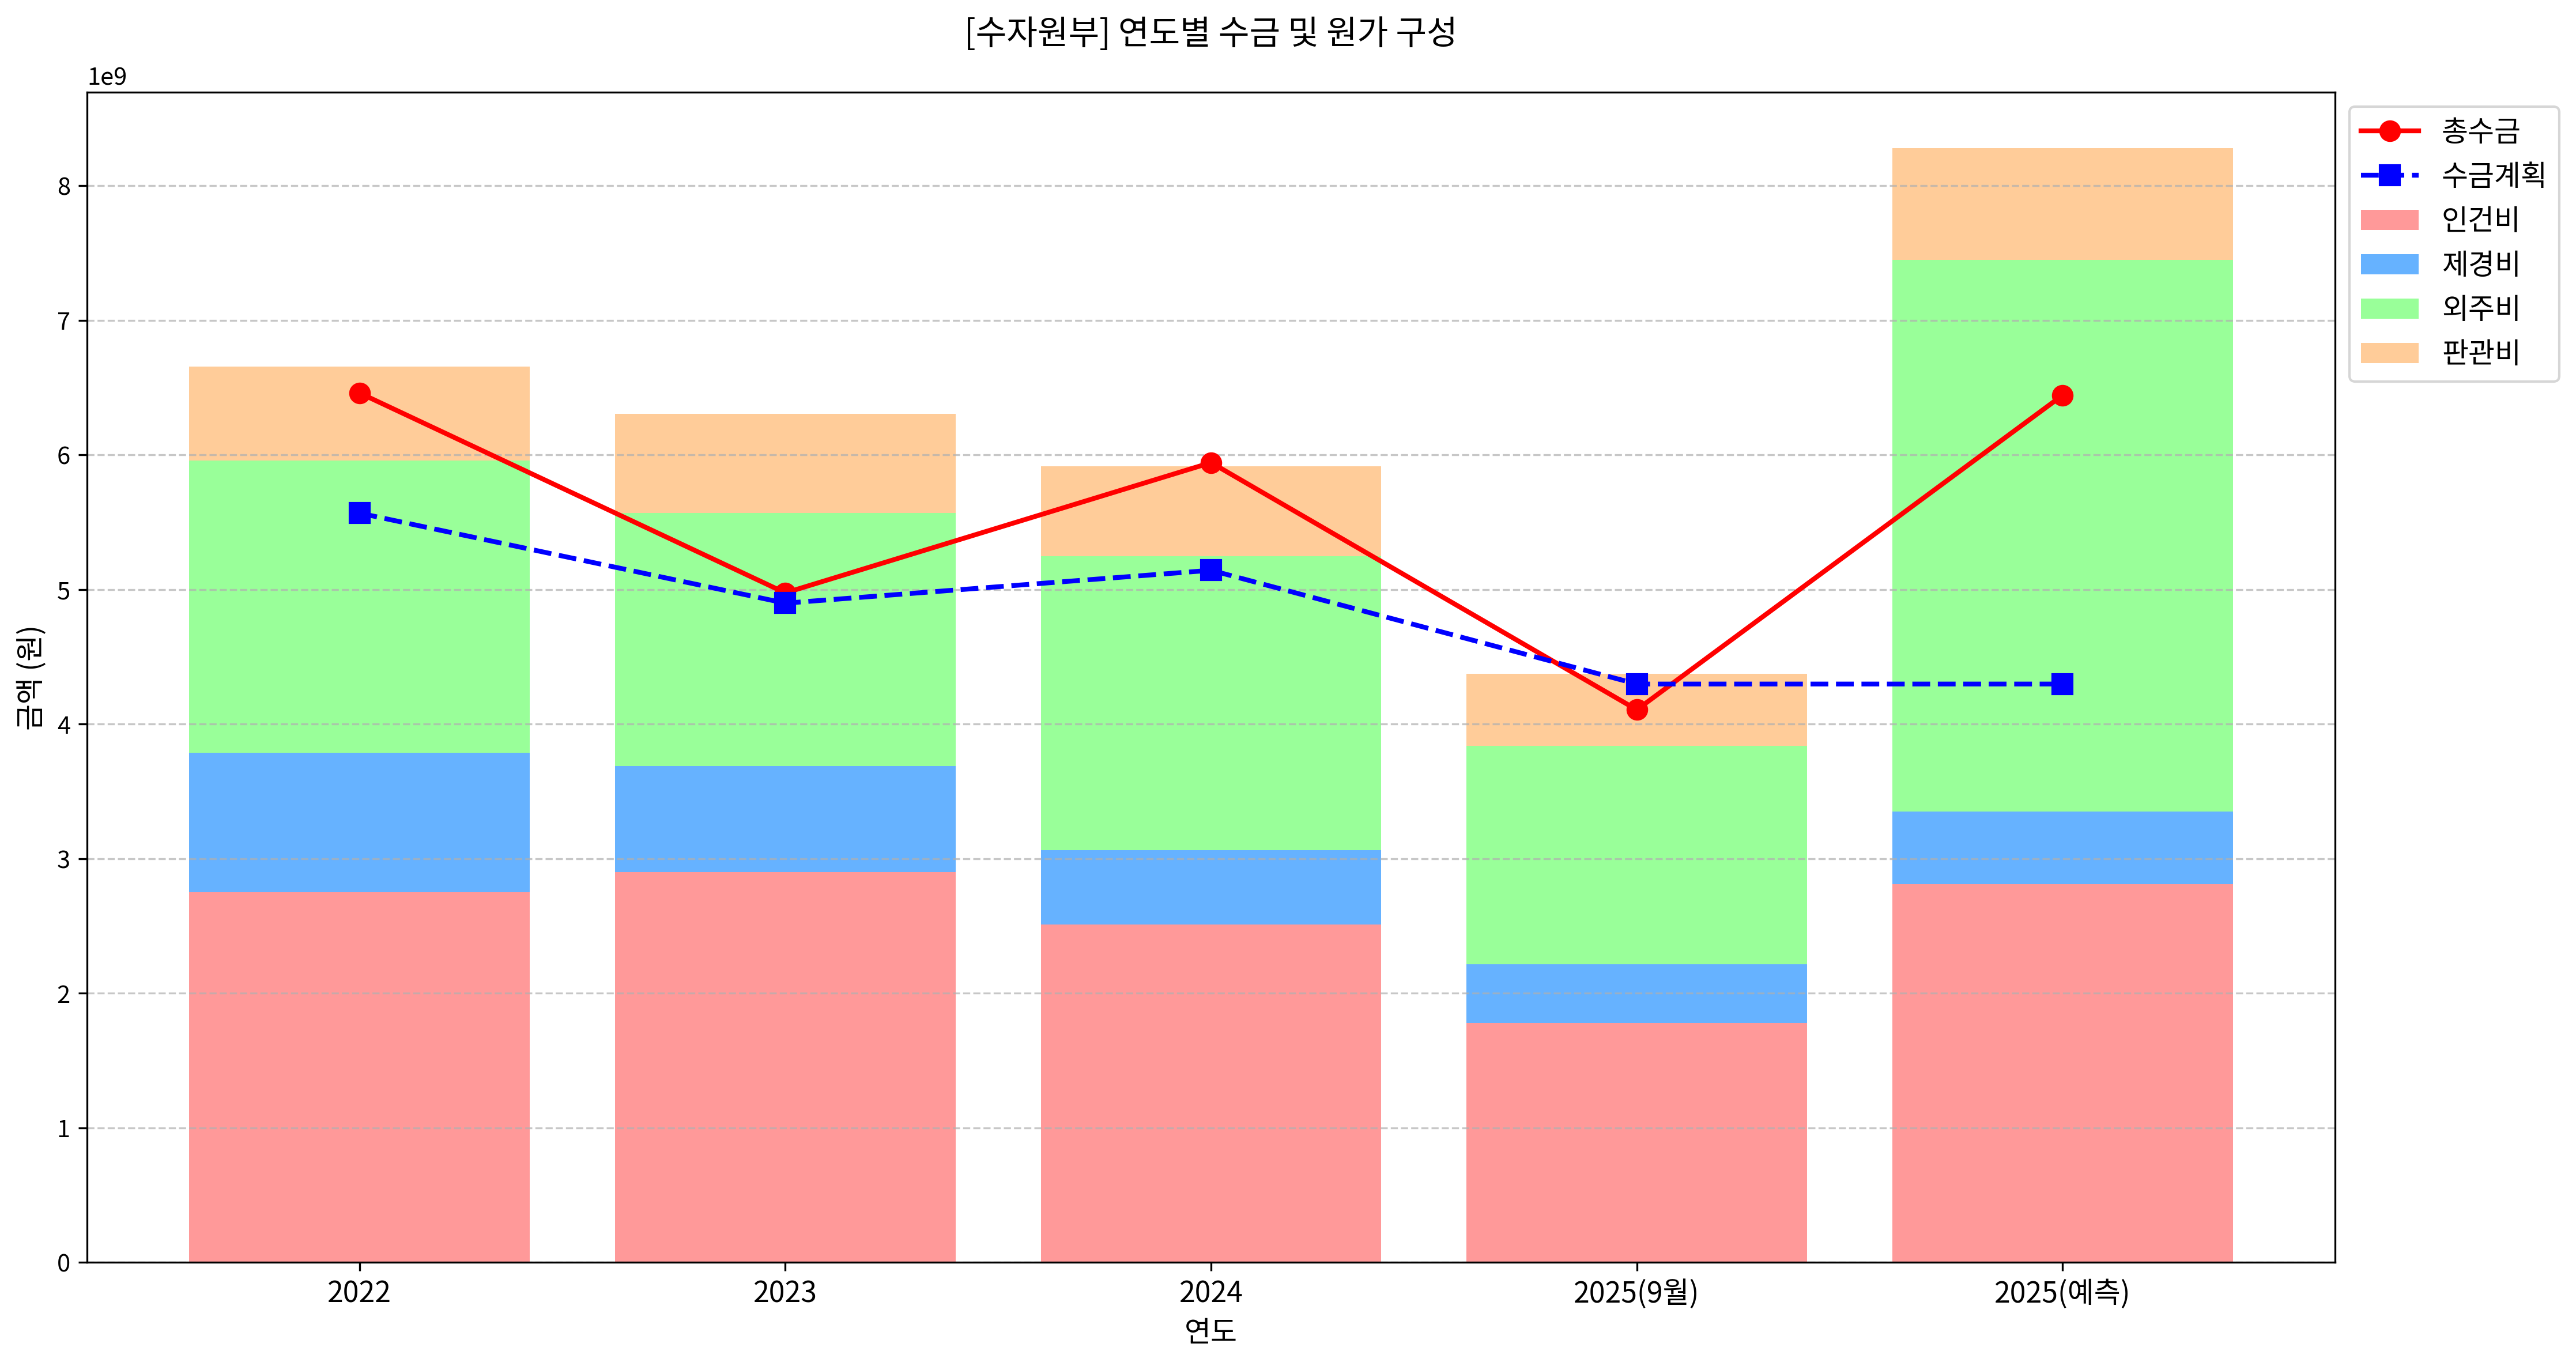 [수자원부] 연도별 수금 및 원가 구성
1e9
8
7
6
5
4
3
2
1
0
금액 (원)
2022
2023
2024
2025(9월)
2025(예측)
연도
총수금
수금계획
인건비
제경비
외주비
판관비